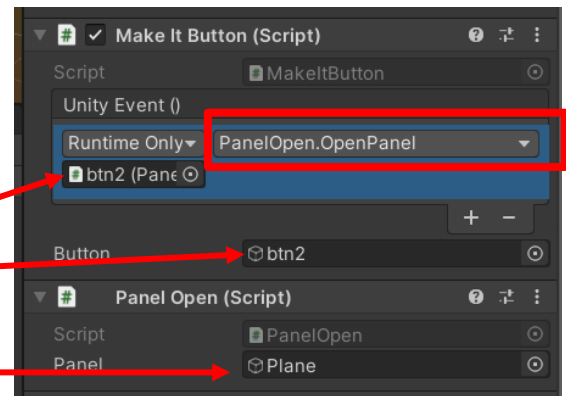 Make It Button (Script)
Script MakeItButton
Unity Event ()
Runtime Only PanelOpen.OpenPanel
btn2 (Pane
+ −
Button btn2
Panel Open (Script)
Script PanelOpen
Panel Plane